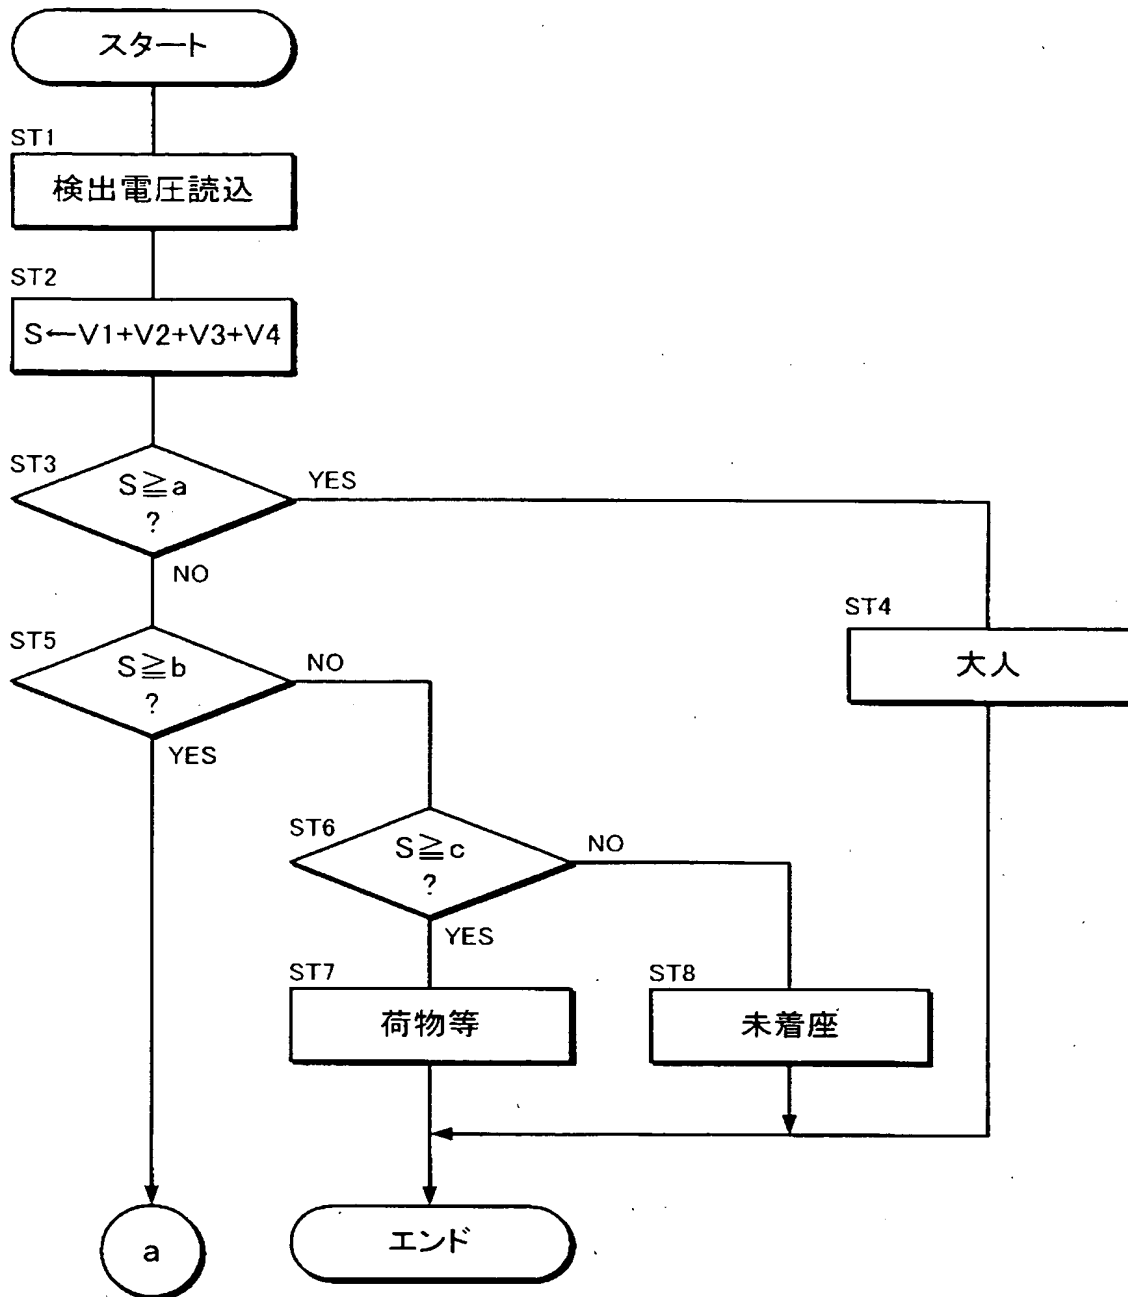 スタート
ST1
検出電圧読込
ST2
S←V1+V2+V3+V4
ST3
S≧a
?
YES
NO
ST4
大人
ST5
S≧b
?
NO
YES
ST6
S≧c
?
NO
YES
ST7
荷物等
ST8
未着座
a
エンド